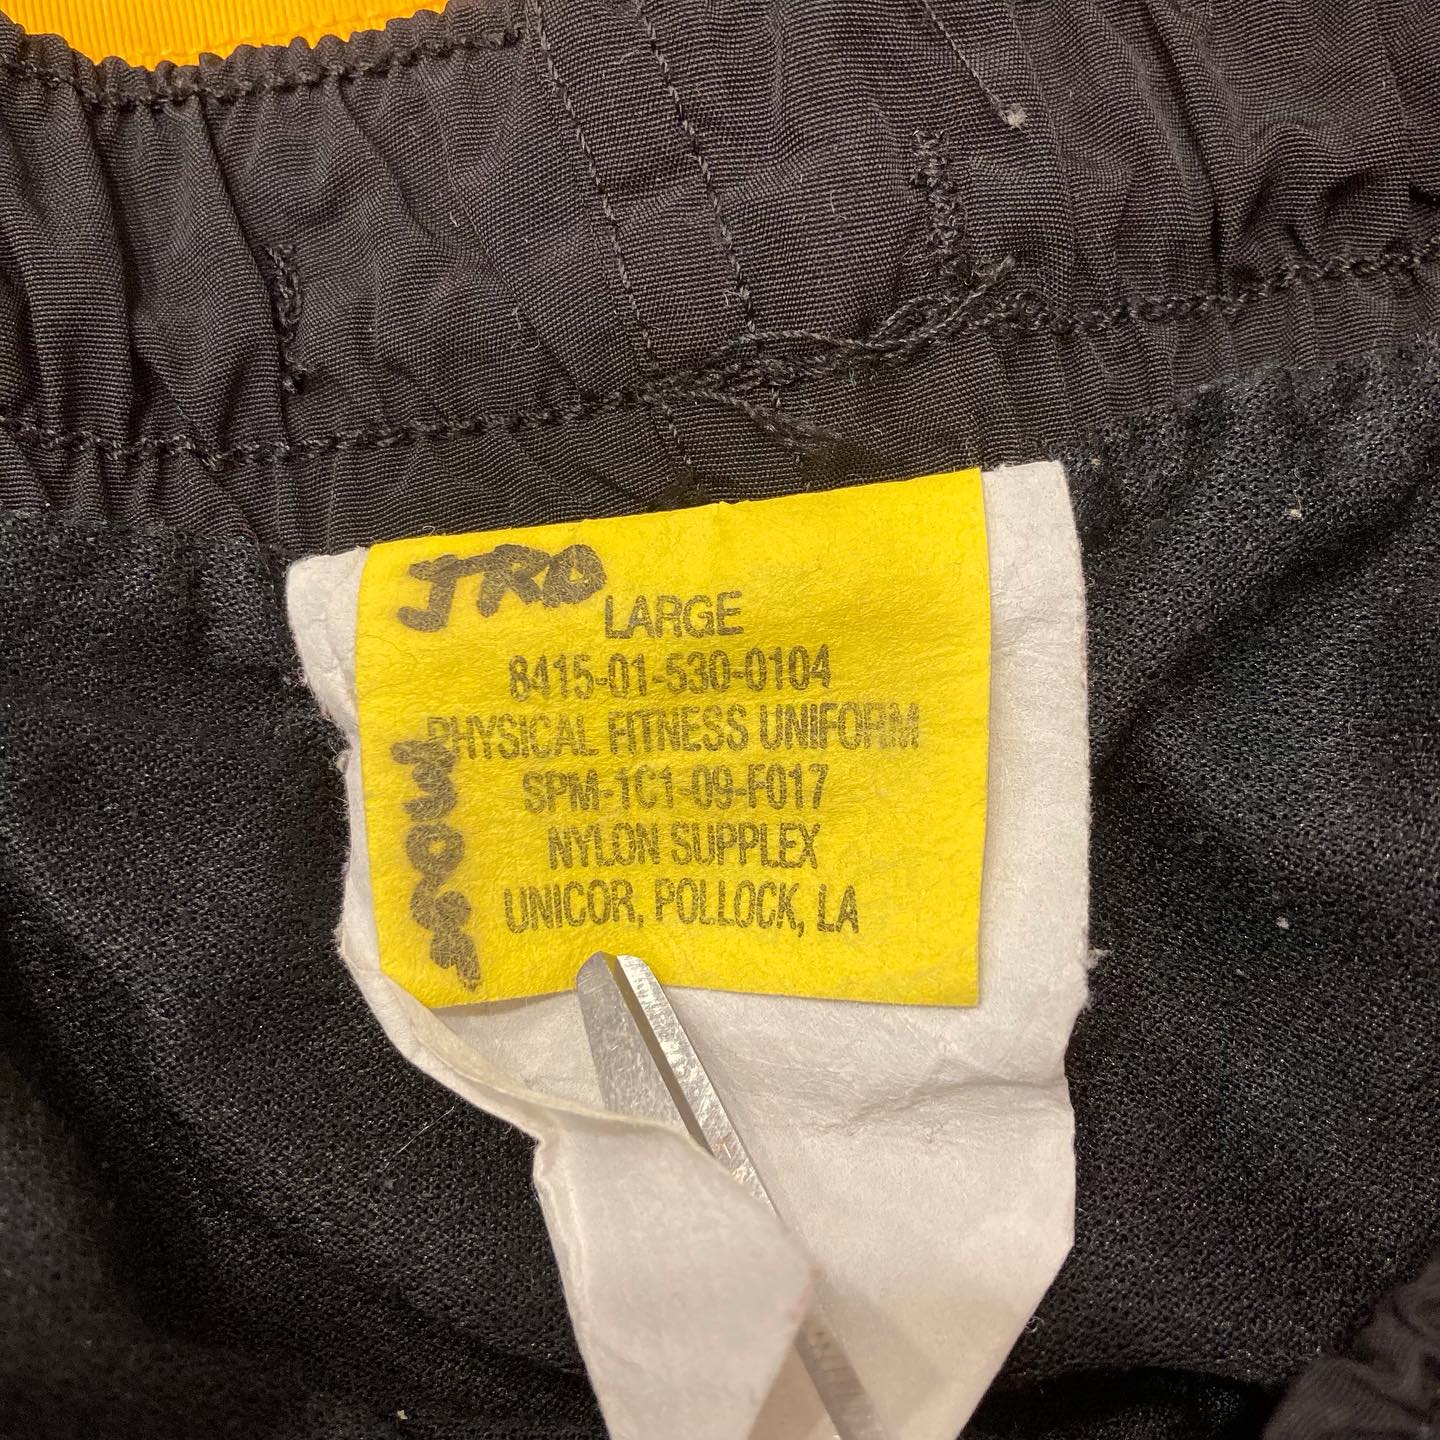 JRO
LARGE
8415-01-530-0104
PHYSICAL FITNESS UNIFORM
SPM-1C1-09-F017
NYLON SUPPLEX
UNICOR, POLLOCK, LA